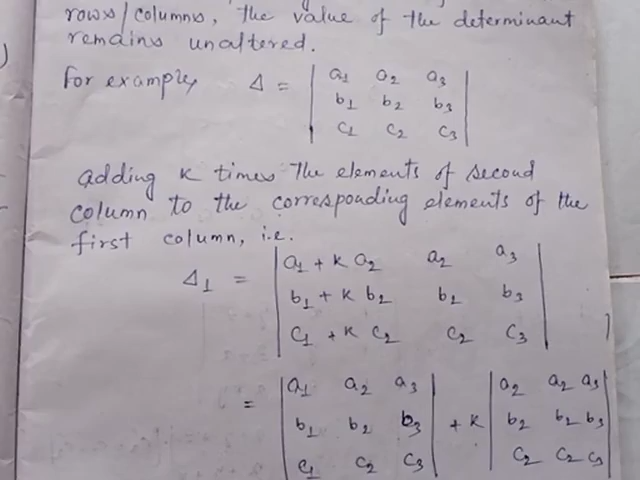 rows/columns, the value of the determinant
remains unaltered.
for example, Δ = | a1 a2 a3 |
| b1 b2 b3 |
| c1 c2 c3 |
adding k times the elements of second
column to the corresponding elements of the
first column, i.e.
Δ1 = | a1 + k a2 a2 a3 |
| b1 + k b2 b2 b3 |
| c1 + k c2 c2 c3 |
= | a1 a2 a3 | + k | a2 a2 a3 |
| b1 b2 b3 | | b2 b2 b3 |
| c1 c2 c3 | | c2 c2 c3 |